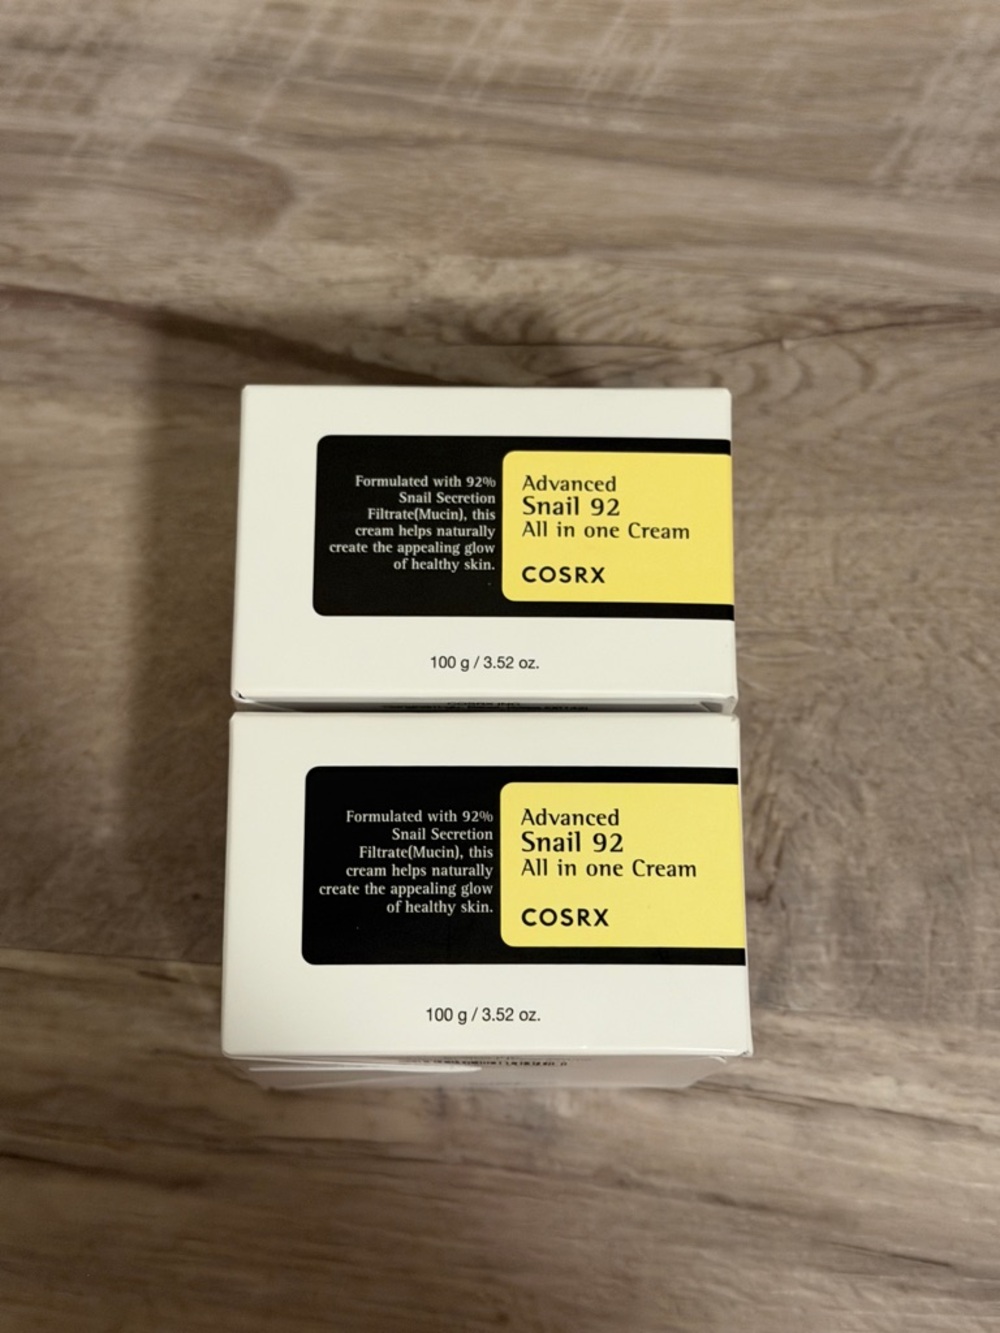 Formulated with 92%
Snail Secretion
Filtrate(Mucin), this
cream helps naturally
create the appealing glow
of healthy skin.
Advanced
Snail 92
All in one Cream
COSRX
100 g / 3.52 oz.
Formulated with 92%
Snail Secretion
Filtrate(Mucin), this
cream helps naturally
create the appealing glow
of healthy skin.
Advanced
Snail 92
All in one Cream
COSRX
100 g / 3.52 oz.